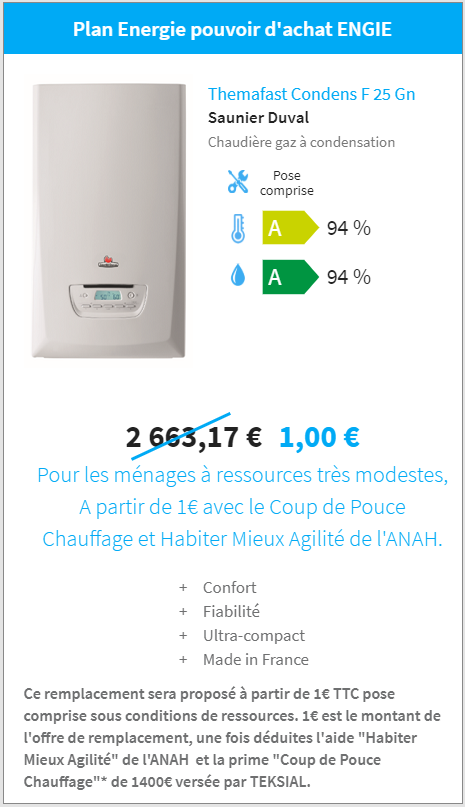 Plan Energie pouvoir d'achat ENGIE
Themafast Condens F 25 Gn
Saunier Duval
Chaudière gaz à condensation
Pose
comprise
A 94 %
A 94 %
2 663,17 € 1,00 €
Pour les ménages à ressources très modestes,
A partir de 1€ avec le Coup de Pouce
Chauffage et Habiter Mieux Agilité de l'ANAH.
+ Confort
+ Fiabilité
+ Ultra-compact
+ Made in France
Ce remplacement sera proposé à partir de 1€ TTC pose
comprise sous conditions de ressources. 1€ est le montant de
l'offre de remplacement, une fois déduites l'aide "Habiter
Mieux Agilité" de l'ANAH et la prime "Coup de Pouce
Chauffage"* de 1400€ versée par TEKSIAL.